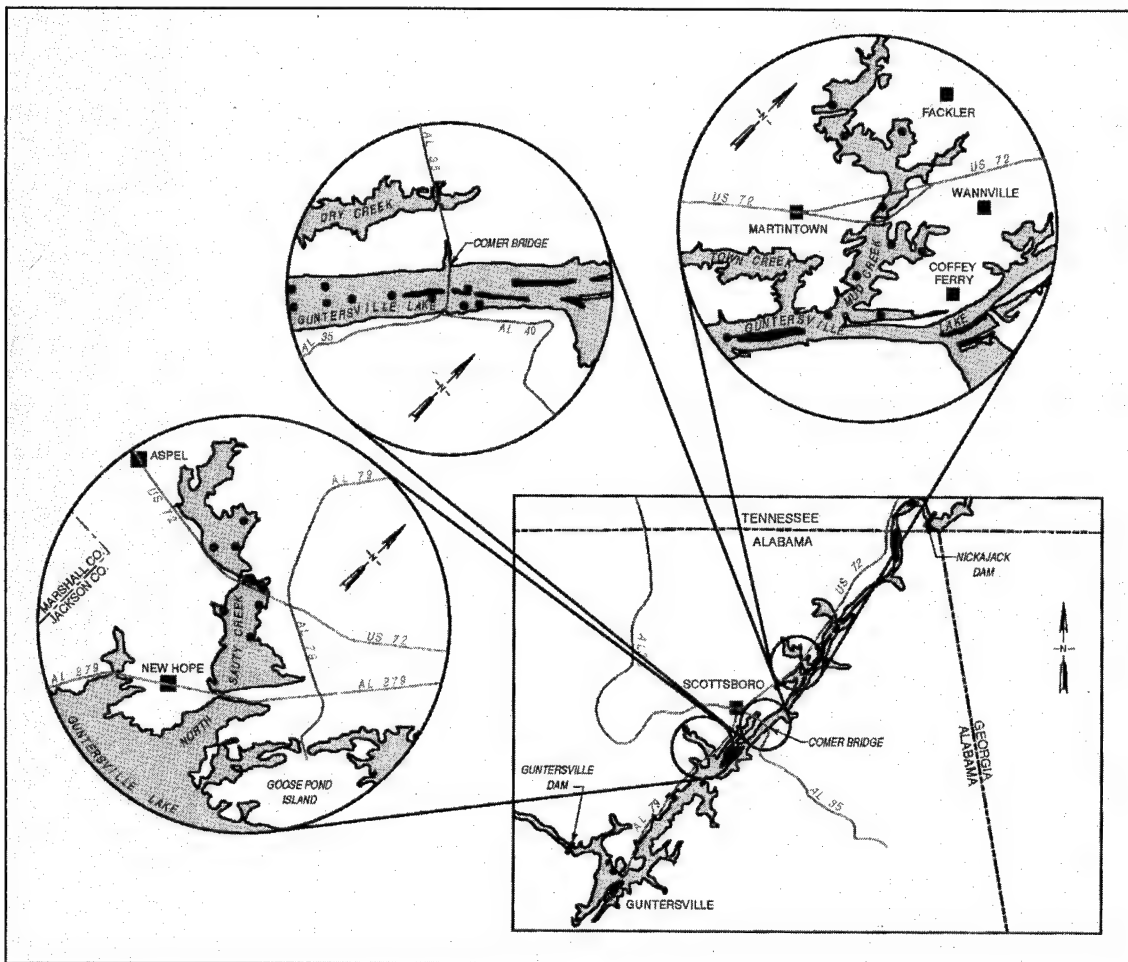 FACKLER
N
US 72
US 72
WANNVILLE
MARTINTOWN
TOWN CREEK
MUD CREEK
COFFEY
FERRY
GUNTERSVILLE
LAKE
AL 35
DRY CREEK
COMER BRIDGE
GUNTERSVILLE LAKE
AL 35
AL 40
N
ASPEL
US 72
AL 79
N
MARSHALL CO.
JACKSON CO.
SAUTY CREEK
AL 79
US 72
NEW HOPE
AL 279
AL 279
NORTH
GUNTERSVILLE LAKE
GOOSE POND
ISLAND
TENNESSEE
ALABAMA
NICKAJACK
DAM
US 72
N
SCOTTSBORO
COMER BRIDGE
GEORGIA
ALABAMA
GUNTERSVILLE
DAM
AL 79
AL 35
GUNTERSVILLE